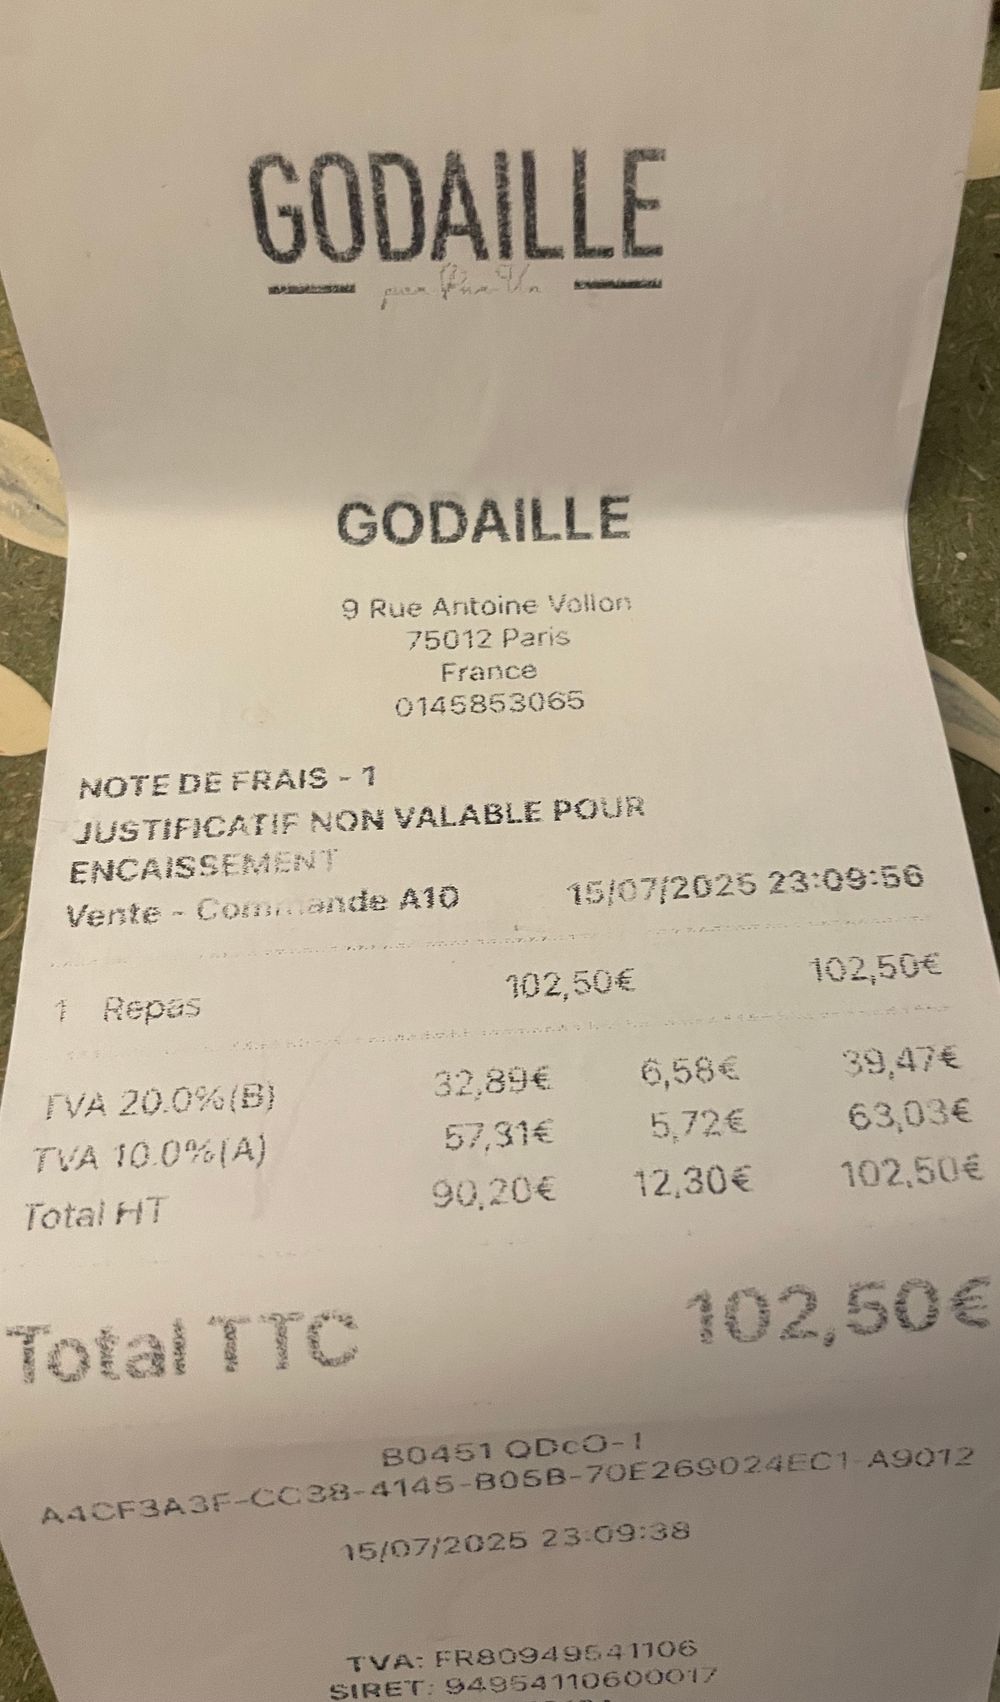 GODAILLE
GODAILLE
9 Rue Antoine Vollon
75012 Paris
France
0145853065
NOTE DE FRAIS - 1
JUSTIFICATIF NON VALABLE POUR
ENCAISSEMENT
Vente - Commande A10 15/07/2025 23:09:56
1 Repas 102,50€ 102,50€
TVA 20.0%(B) 32,89€ 6,58€ 39,47€
TVA 10.0%(A) 57,31€ 5,72€ 63,03€
Total HT 90,20€ 12,30€ 102,50€
Total TTC 102,50€
B0451 ODcO-1
A4CF3A3F-CC38-4145-B05B-70E269024EC1-A9012
15/07/2025 23:09:38
TVA: FR80949541106
SIRET: 94954110600017